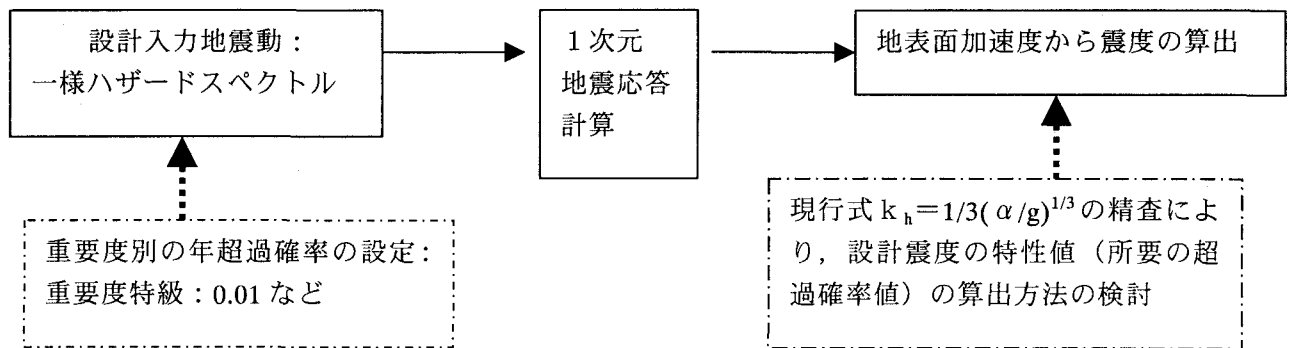 設計入力地震動：
一様ハザードスペクトル
１次元
地震応答
計算
地表面加速度から震度の算出
重要度別の年超過確率の設定：
重要度特級：0.01 など
現行式 k h＝1/3( α/g)1/3 の精査によ
り，設計震度の特性値（所要の超
過確率値）の算出方法の検討